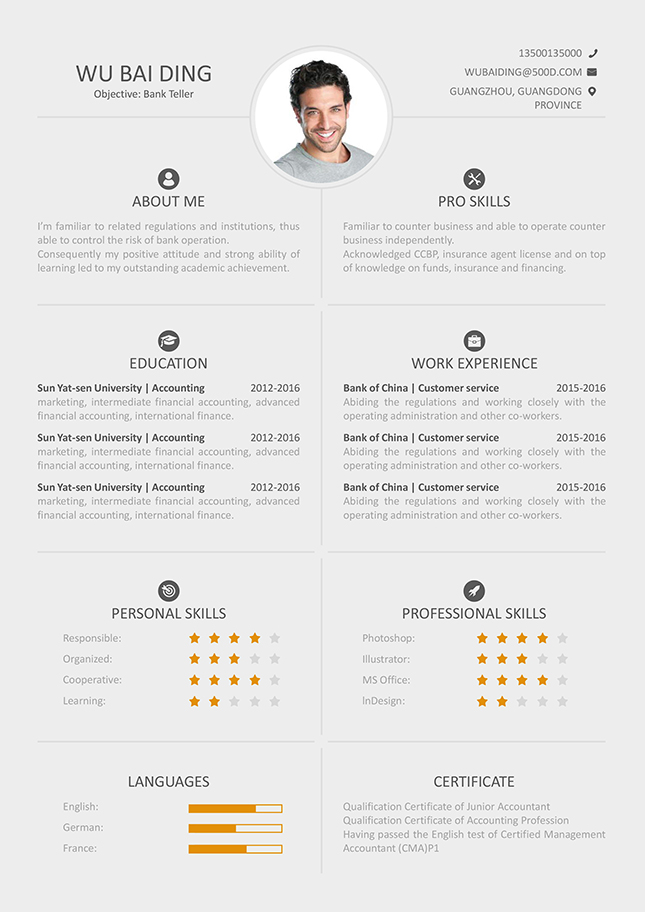 WU BAI DING
Objective: Bank Teller
13500135000
WUBAIDING@500D.COM
GUANGZHOU, GUANGDONG
PROVINCE
ABOUT ME
I'm familiar to related regulations and institutions, thus
able to control the risk of bank operation.
Consequently my positive attitude and strong ability of
learning led to my outstanding academic achievement.
PRO SKILLS
Familiar to counter business and able to operate counter
business independently.
Acknowledged CCBP, insurance agent license and on top
of knowledge on funds, insurance and financing.
EDUCATION
Sun Yat-sen University | Accounting 2012-2016
marketing, intermediate financial accounting, advanced
financial accounting, international finance.
Sun Yat-sen University | Accounting 2012-2016
marketing, intermediate financial accounting, advanced
financial accounting, international finance.
Sun Yat-sen University | Accounting 2012-2016
marketing, intermediate financial accounting, advanced
financial accounting, international finance.
WORK EXPERIENCE
Bank of China | Customer service 2015-2016
Abiding the regulations and working closely with the
operating administration and other co-workers.
Bank of China | Customer service 2015-2016
Abiding the regulations and working closely with the
operating administration and other co-workers.
Bank of China | Customer service 2015-2016
Abiding the regulations and working closely with the
operating administration and other co-workers.
PERSONAL SKILLS
Responsible:
Organized:
Cooperative:
Learning:
PROFESSIONAL SKILLS
Photoshop:
Illustrator:
MS Office:
lnDesign:
LANGUAGES
English:
German:
France:
CERTIFICATE
Qualification Certificate of Junior Accountant
Qualification Certificate of Accounting Profession
Having passed the English test of Certified Management
Accountant (CMA)P1